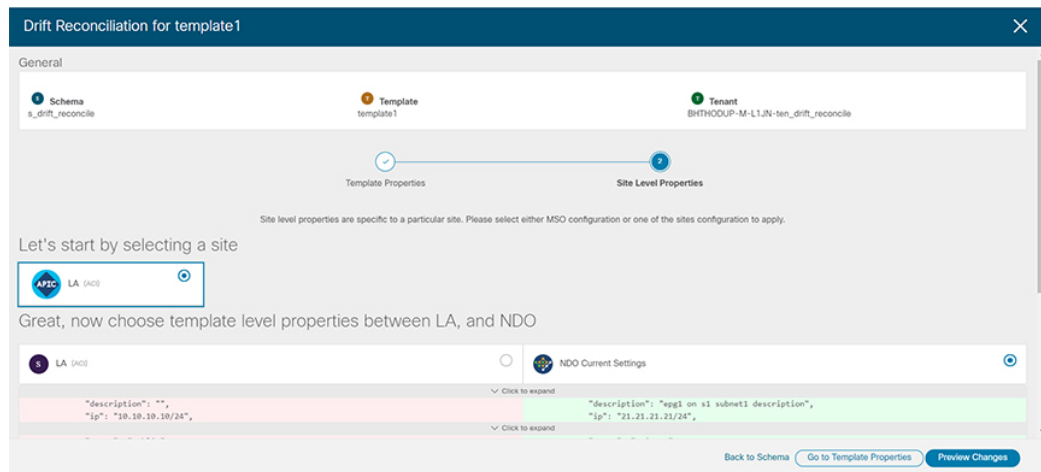 Drift Reconciliation for template1
General
S Schema
s_drift_reconcile
T Template
template1
T Tenant
BHTHODUP-M-L1JN-ten_drift_reconcile
2
Template Properties
Site Level Properties
Site level properties are specific to a particular site. Please select either MSO configuration or one of the sites configuration to apply.
Let's start by selecting a site
APIC LA (ACI)
Great, now choose template level properties between LA, and NDO
S LA (ACI)
NDO Current Settings
Click to expand
"description": "",
"ip": "10.10.10.10/24",
"description": "epg1 on s1 subnet1 description",
"ip": "21.21.21.21/24",
Click to expand
Back to Schema
Go to Template Properties
Preview Changes